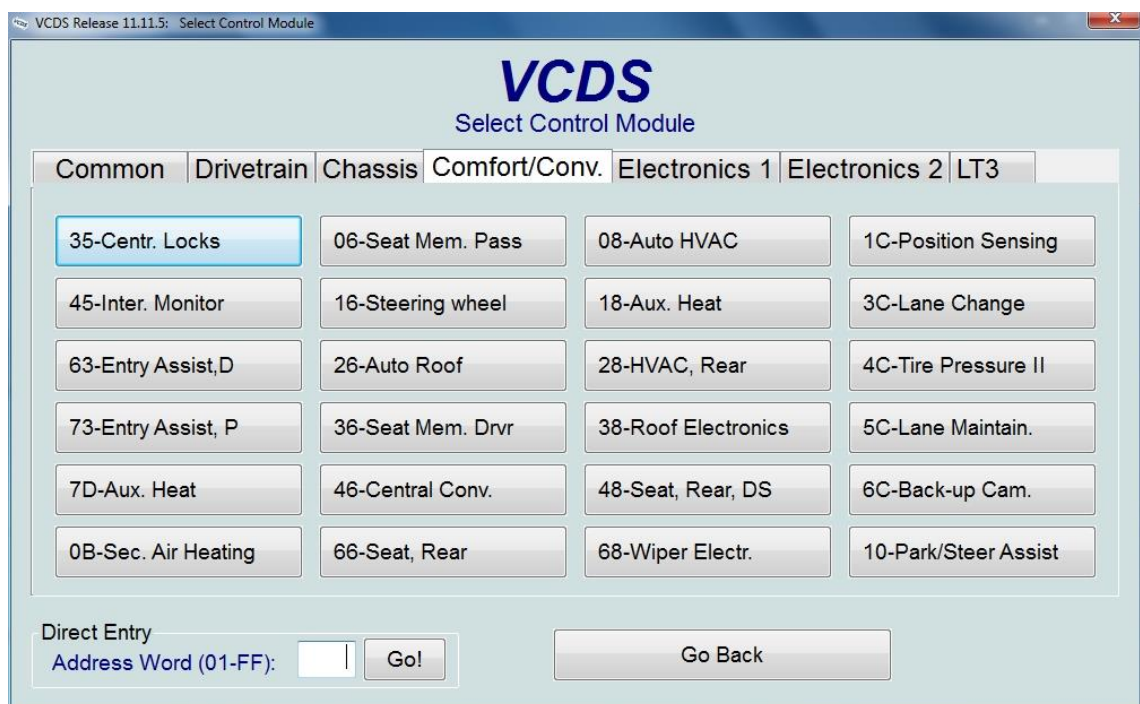 VCDS Release 11.11.5: Select Control Module
VCDS
Select Control Module
Common Drivetrain Chassis Comfort/Conv. Electronics 1 Electronics 2 LT3
35-Centr. Locks 06-Seat Mem. Pass 08-Auto HVAC 1C-Position Sensing
45-Inter. Monitor 16-Steering wheel 18-Aux. Heat 3C-Lane Change
63-Entry Assist,D 26-Auto Roof 28-HVAC, Rear 4C-Tire Pressure II
73-Entry Assist, P 36-Seat Mem. Drvr 38-Roof Electronics 5C-Lane Maintain.
7D-Aux. Heat 46-Central Conv. 48-Seat, Rear, DS 6C-Back-up Cam.
0B-Sec. Air Heating 66-Seat, Rear 68-Wiper Electr. 10-Park/Steer Assist
Direct Entry
Address Word (01-FF): Go! Go Back